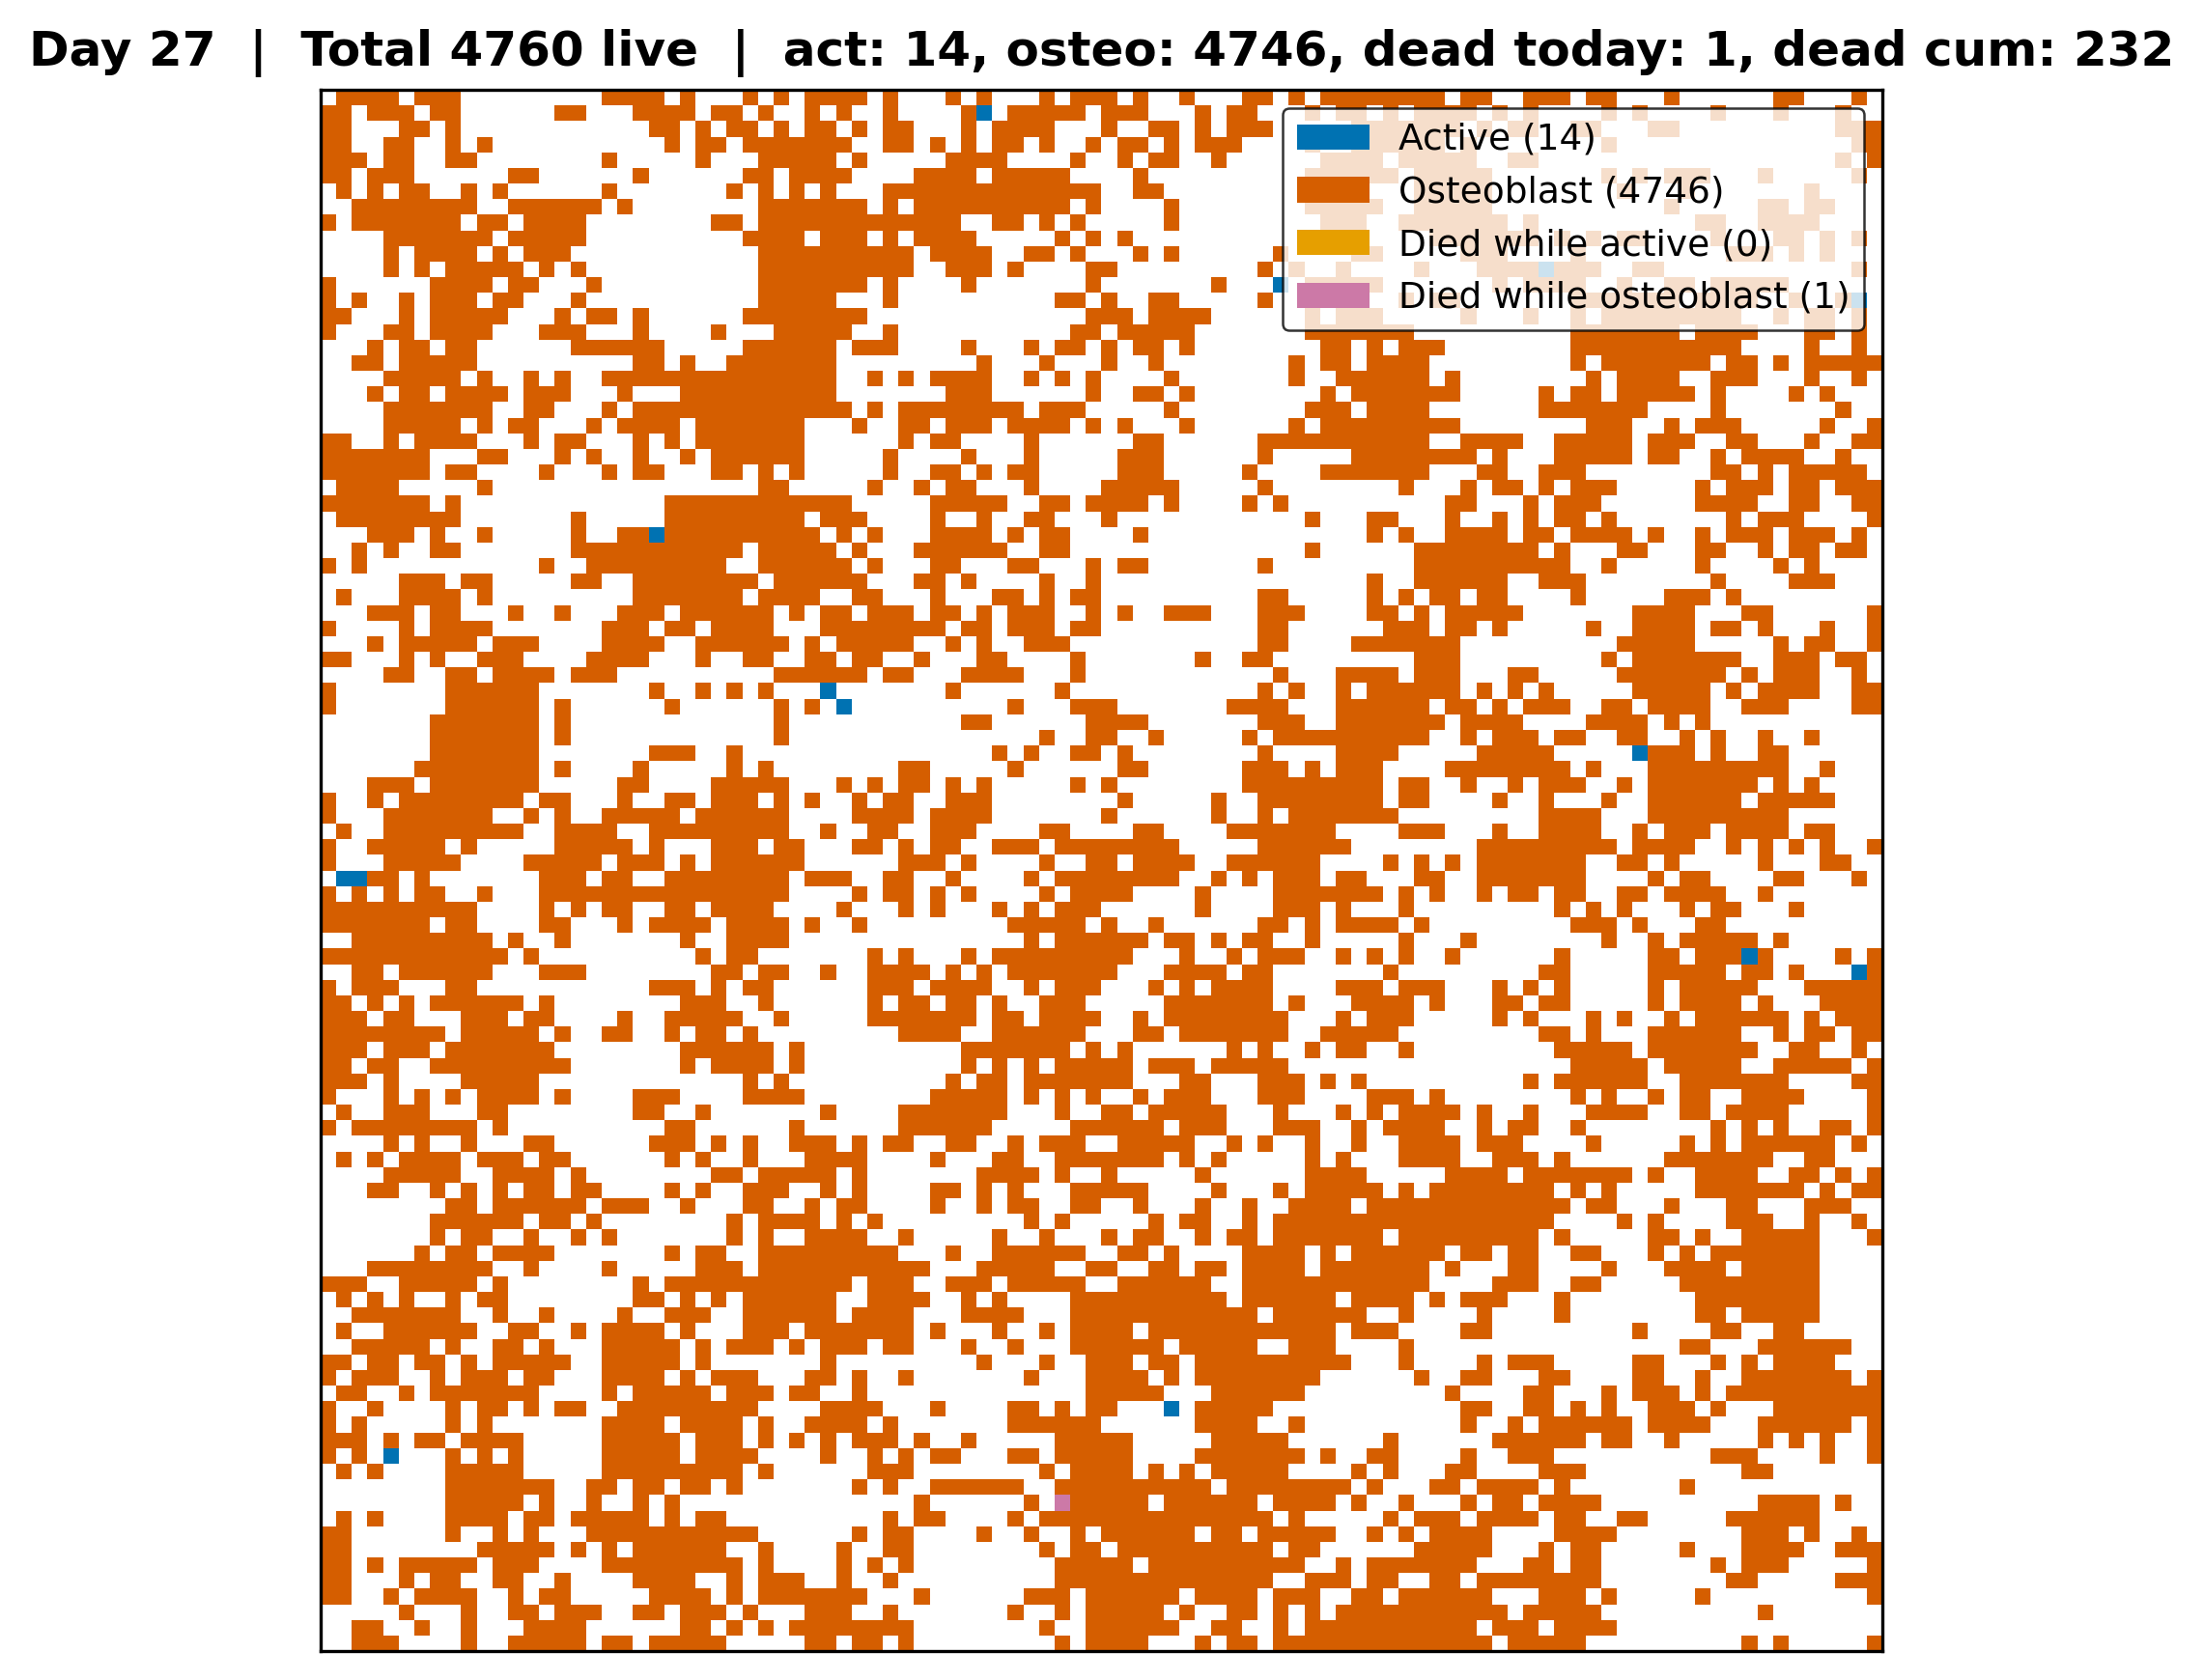 Day 27 | Total 4760 live | act: 14, osteo: 4746, dead today: 1, dead cum: 232
Active (14)
Osteoblast (4746)
Died while active (0)
Died while osteoblast (1)